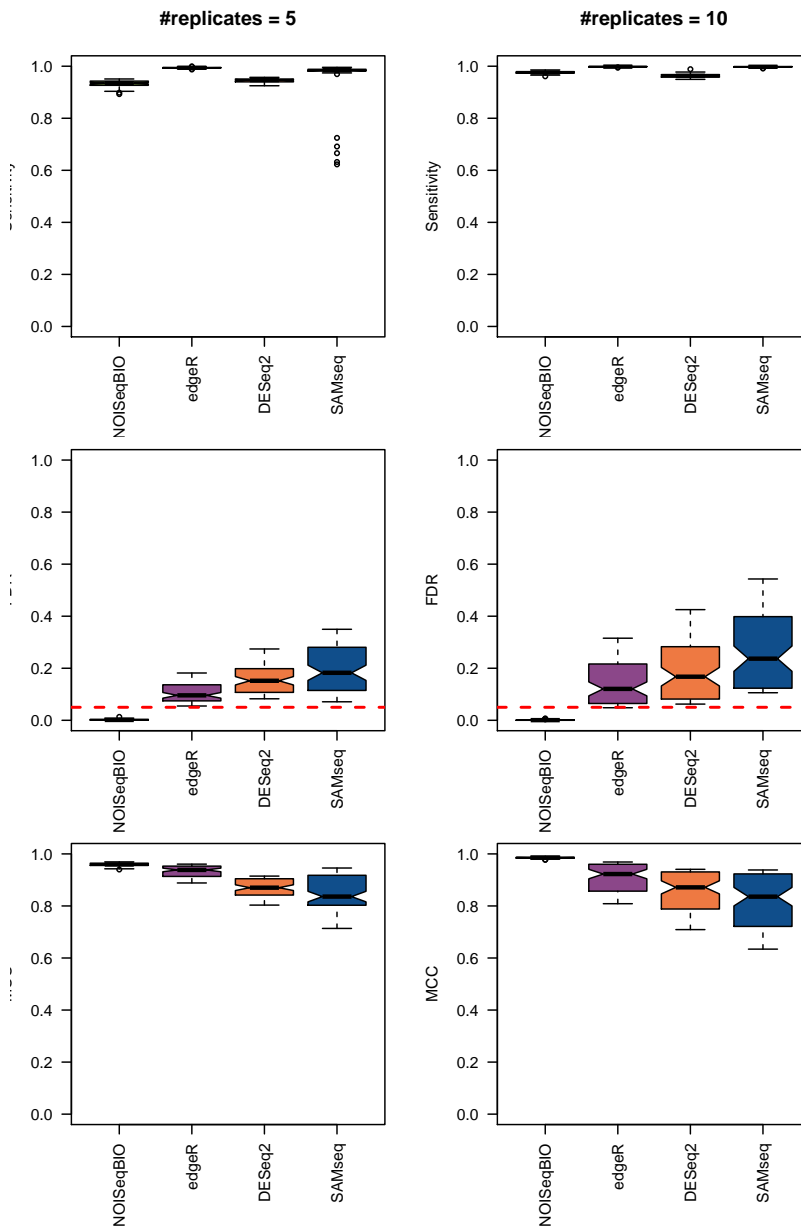 #replicates = 5
#replicates = 10
1.0
0.8
0.6
0.4
0.2
0.0
NOISeqBIO
edgeR
DESeq2
SAMseq
Sensitivity
1.0
0.8
0.6
0.4
0.2
0.0
NOISeqBIO
edgeR
DESeq2
SAMseq
1.0
0.8
0.6
0.4
0.2
0.0
NOISeqBIO
edgeR
DESeq2
SAMseq
FDR
1.0
0.8
0.6
0.4
0.2
0.0
NOISeqBIO
edgeR
DESeq2
SAMseq
1.0
0.8
0.6
0.4
0.2
0.0
NOISeqBIO
edgeR
DESeq2
SAMseq
MCC
1.0
0.8
0.6
0.4
0.2
0.0
NOISeqBIO
edgeR
DESeq2
SAMseq